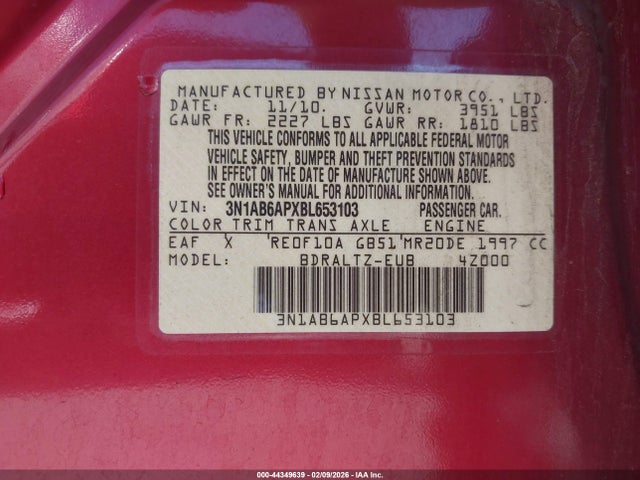 MANUFACTURED BY NISSAN MOTOR CO., LTD.
DATE: 11/10. GVWR: 3951 LBS
GAWR FR: 2227 LBS GAWR RR: 1810 LBS
THIS VEHICLE CONFORMS TO ALL APPLICABLE FEDERAL MOTOR
VEHICLE SAFETY, BUMPER AND THEFT PREVENTION STANDARDS
IN EFFECT ON THE DATE OF MANUFACTURE SHOWN ABOVE.
SEE OWNER'S MANUAL FOR ADDITIONAL INFORMATION.
VIN: 3N1AB6APXBL653103 PASSENGER CAR.
COLOR TRIM TRANS AXLE ENGINE
EAF X RE0F10A GB51 MR20DE 1997 CC
MODEL: BDRALTZ-EUB 4Z000
3N1AB6APXBL653103
000-44349639 - 02/09/2026 - IAA Inc.